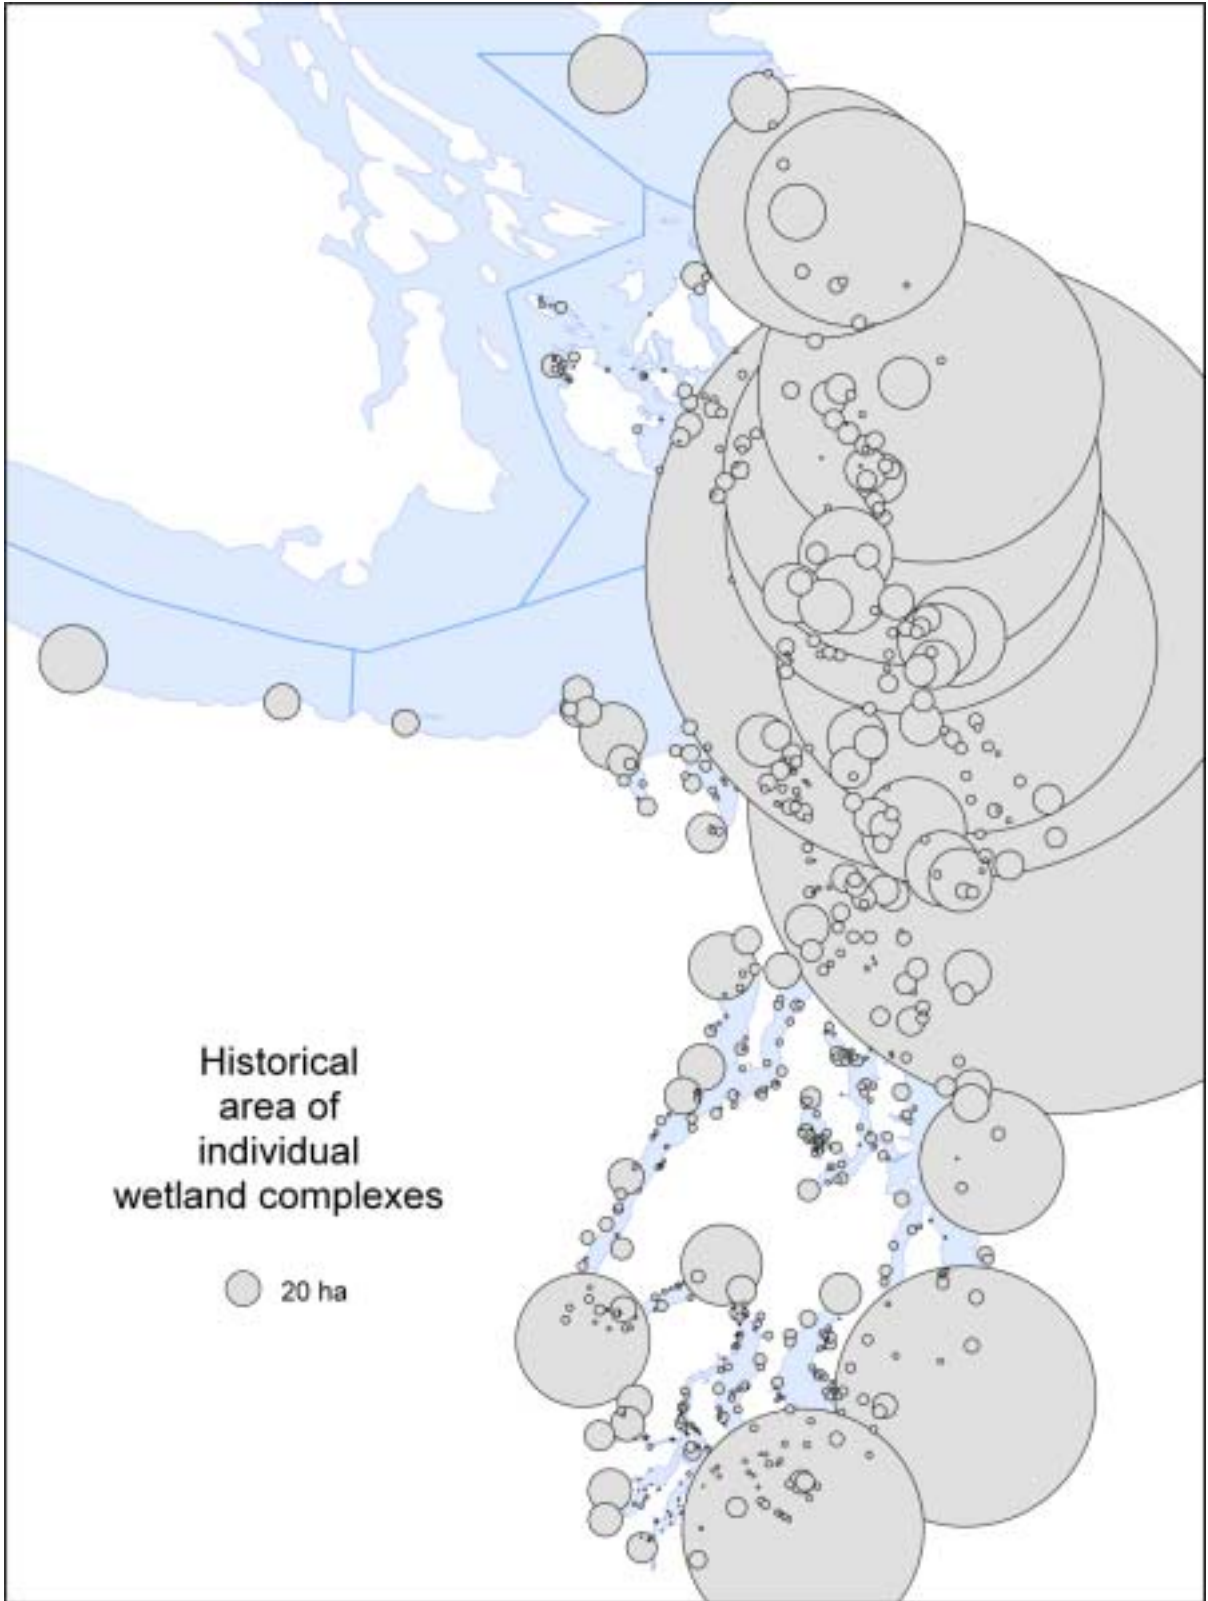 Historical
area of
individual
wetland complexes
20 ha